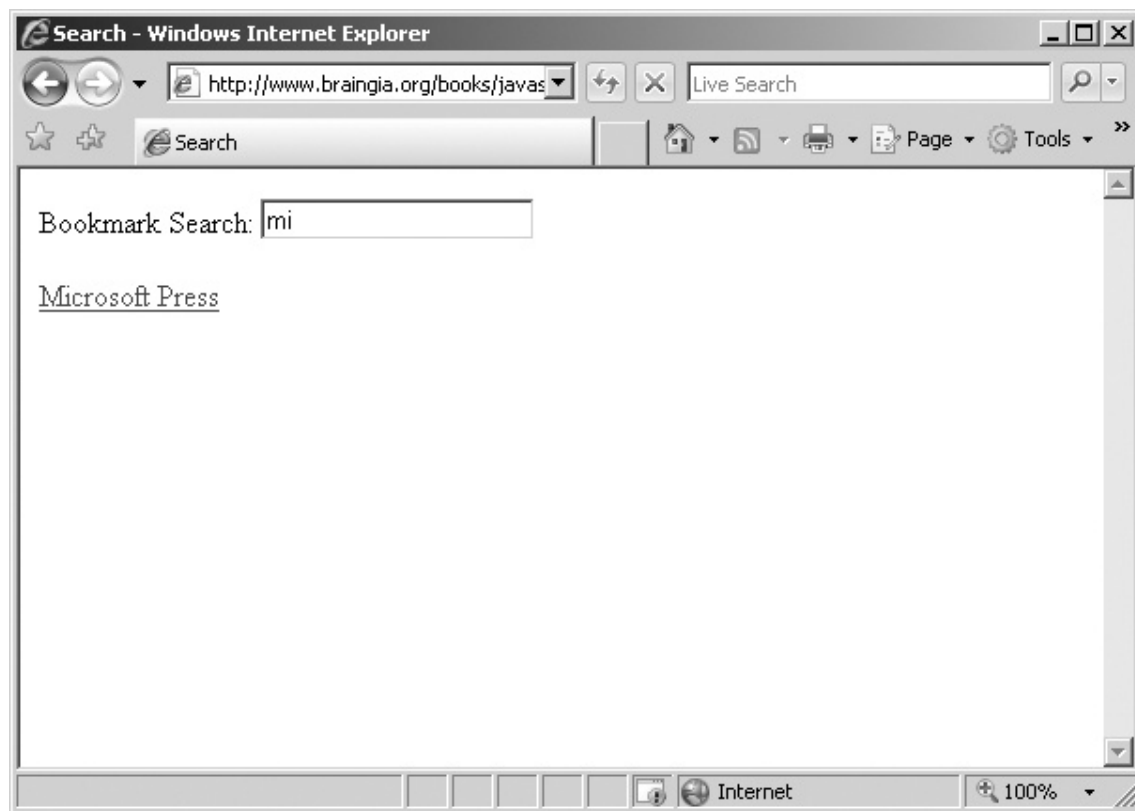 Search - Windows Internet Explorer
http://www.braingia.org/books/javas
Live Search
Search
Page
Tools
Bookmark Search: mi
Microsoft Press
Internet
100%